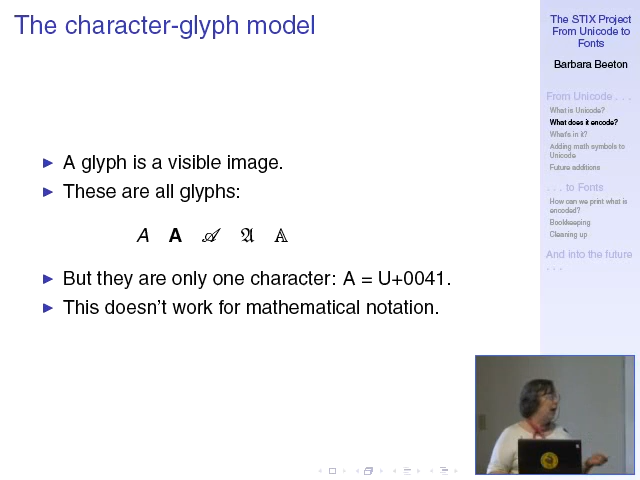 The character-glyph model
A glyph is a visible image.
These are all glyphs:
A A 𝒜 𝔄 𝔸
But they are only one character: A = U+0041.
This doesn't work for mathematical notation.
The STIX Project
From Unicode to
Fonts
Barbara Beeton
From Unicode . . .
What is Unicode?
What does it encode?
What's in it?
Adding math symbols to
Unicode
Future additions
. . . to Fonts
How can we print what is
encoded?
Bookkeeping
Cleaning up
And into the future
. . .